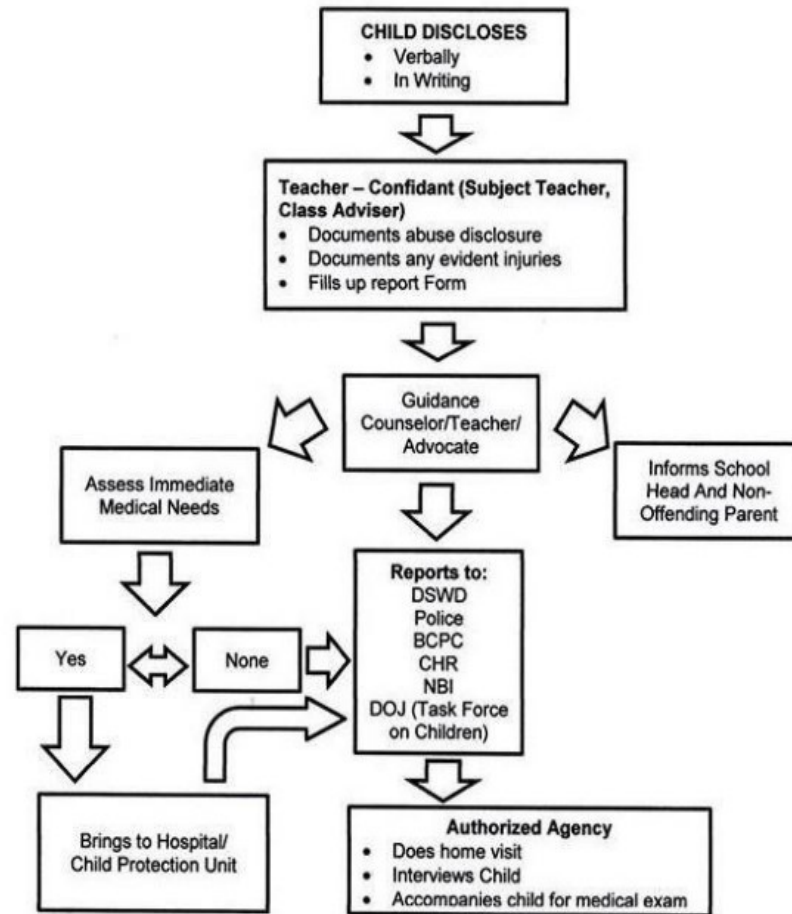 CHILD DISCLOSES
• Verbally
• In Writing
Teacher – Confidant (Subject Teacher,
Class Adviser)
• Documents abuse disclosure
• Documents any evident injuries
• Fills up report Form
Guidance
Counselor/Teacher/
Advocate
Assess Immediate
Medical Needs
Informs School
Head And Non-
Offending Parent
Reports to:
DSWD
Police
BCPC
CHR
NBI
DOJ (Task Force
on Children)
Yes
None
Brings to Hospital/
Child Protection Unit
Authorized Agency
• Does home visit
• Interviews Child
• Accompanies child for medical exam